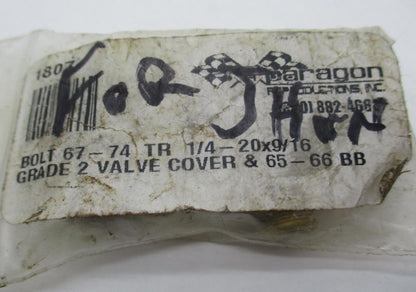 1807
Paragon
REPRODUCTIONS, INC.
FOR JHON
BOLT 67-74 TR 1/4-20x9/16
GRADE 2 VALVE COVER & 65-66 BB